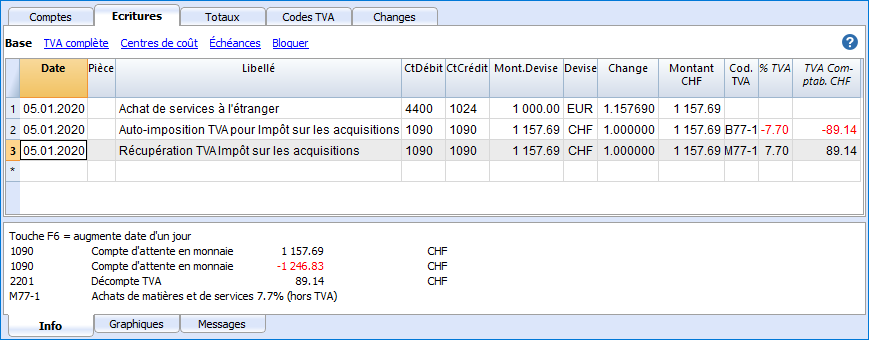 Comptes Ecritures Totaux Codes TVA Changes
Base TVA complète Centres de coût Échéances Bloquer ?
Date Pièce Libellé CtDébit CtCrédit Mont.Devise Devise Change Montant CHF Cod. TVA % TVA TVA Com-ptab. CHF
1 05.01.2020 Achat de services à l'étranger 4400 1024 1 000.00 EUR 1.157690 1 157.69
2 05.01.2020 Auto-imposition TVA pour Impôt sur les acquisitions 1090 1090 1 157.69 CHF 1.000000 1 157.69 B77-1 -7.70 -89.14
3 05.01.2020 Récupération TVA Impôt sur les acquisitions 1090 1090 1 157.69 CHF 1.000000 1 157.69 M77-1 7.70 89.14
*
Touche F6 = augmente date d'un jour
1090 Compte d'attente en monnaie 1 157.69 CHF
1090 Compte d'attente en monnaie -1 246.83 CHF
2201 Décompte TVA 89.14 CHF
M77-1 Achats de matières et de services 7.7% (hors TVA)
Info Graphiques Messages